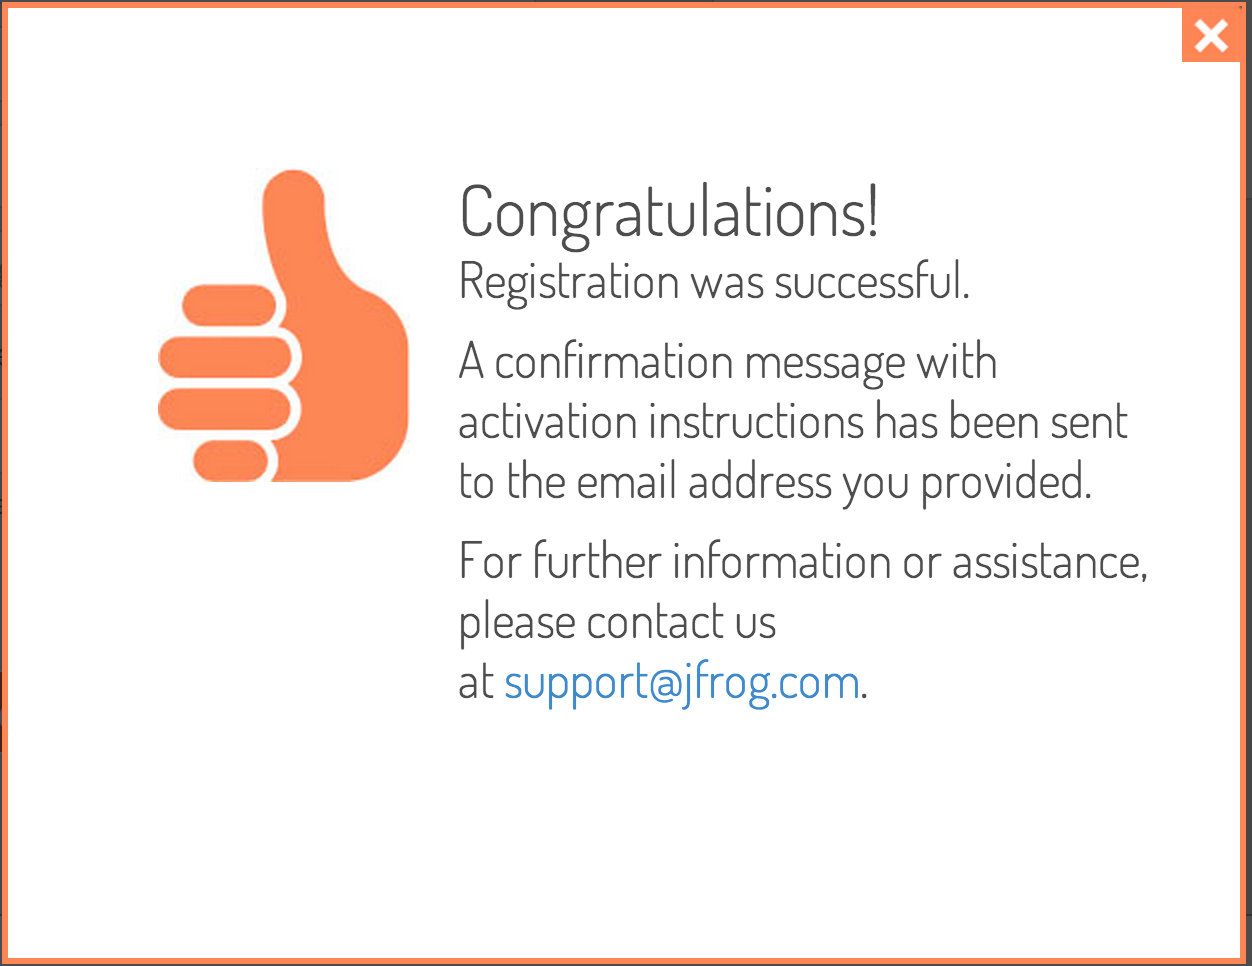 Congratulations!
Registration was successful.
A confirmation message with
activation instructions has been sent
to the email address you provided.
For further information or assistance,
please contact us
at support@jfrog.com.